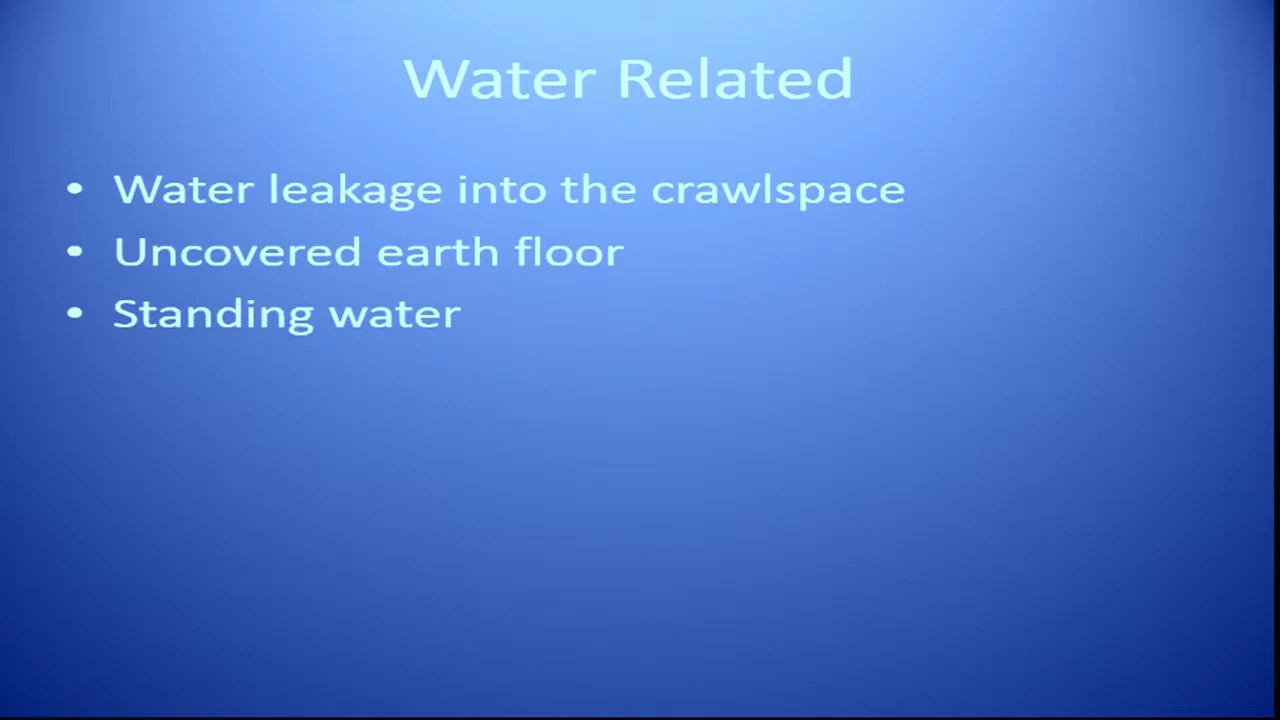 Water Related
• Water leakage into the crawlspace
• Uncovered earth floor
• Standing water